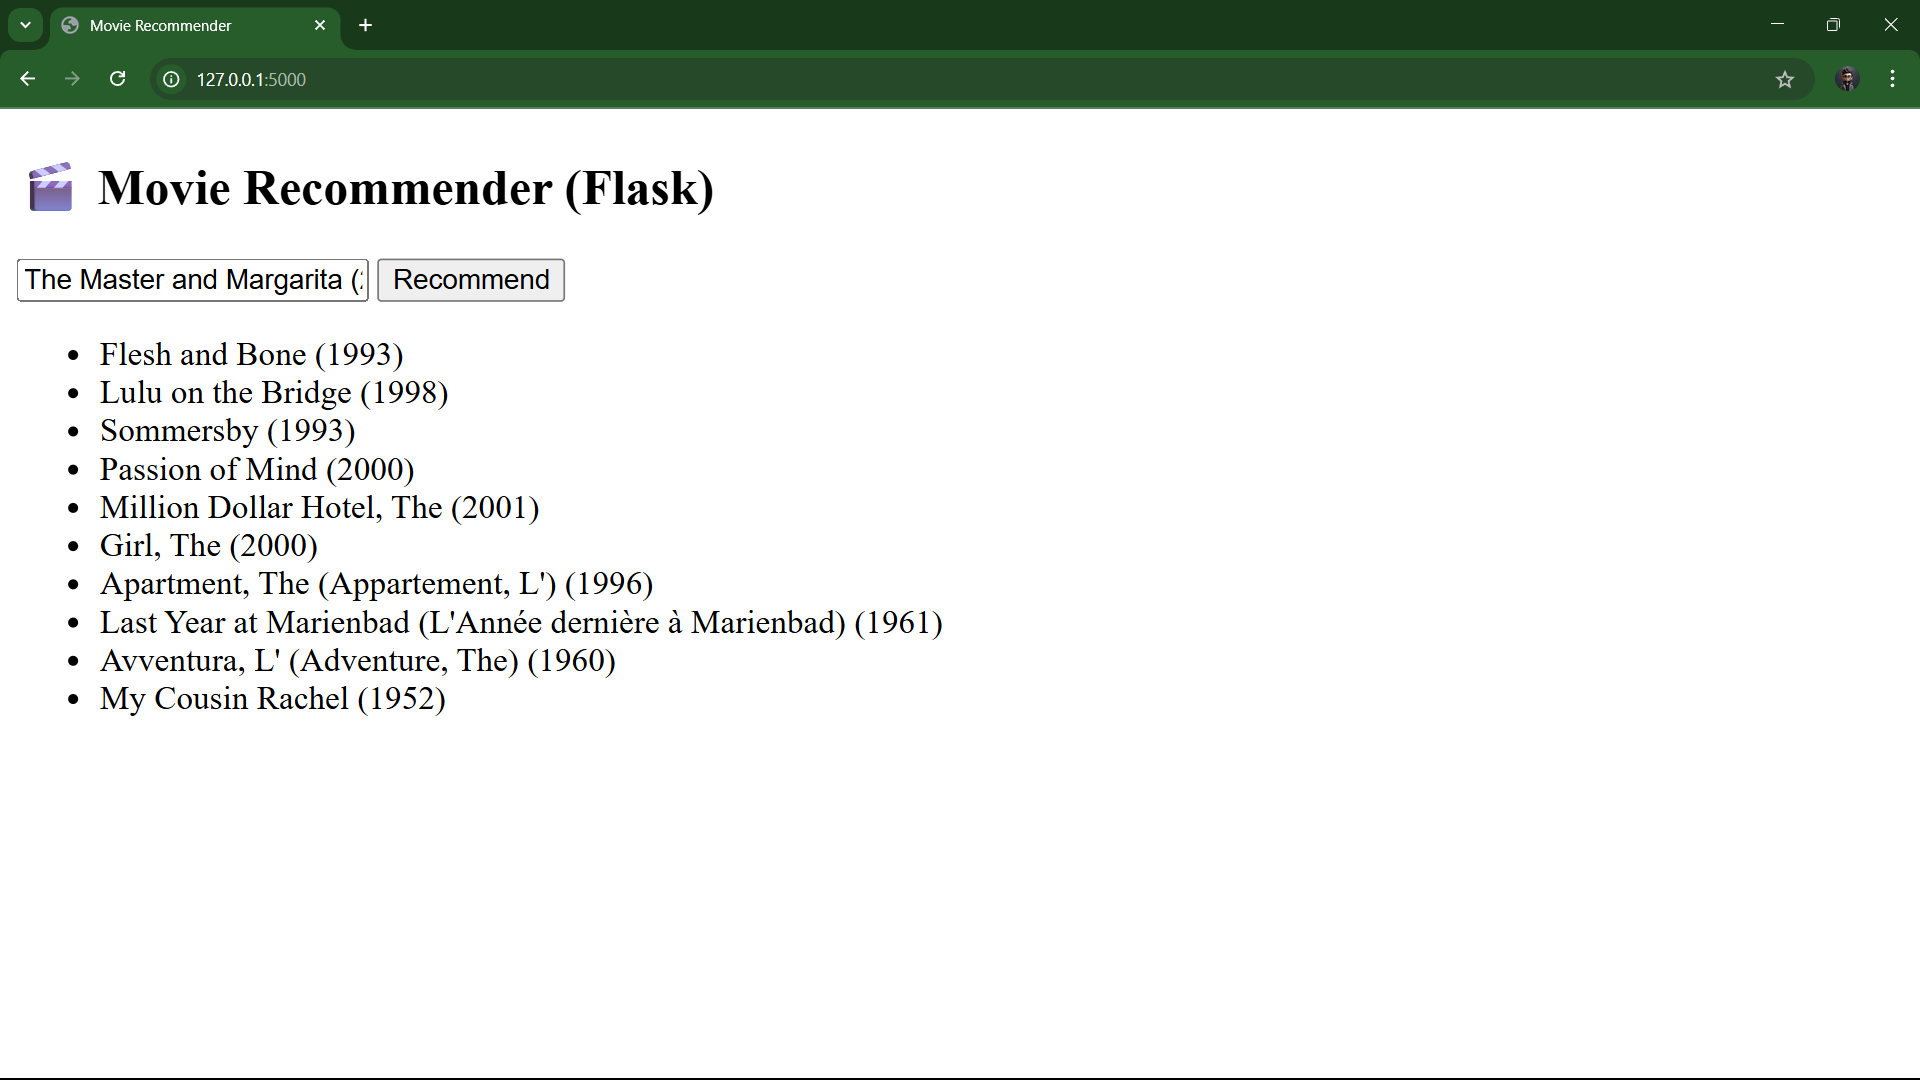 Movie Recommender
127.0.0.1:5000
Movie Recommender (Flask)
The Master and Margarita (
Recommend
Flesh and Bone (1993)
Lulu on the Bridge (1998)
Sommersby (1993)
Passion of Mind (2000)
Million Dollar Hotel, The (2001)
Girl, The (2000)
Apartment, The (Appartement, L') (1996)
Last Year at Marienbad (L'Année dernière à Marienbad) (1961)
Avventura, L' (Adventure, The) (1960)
My Cousin Rachel (1952)